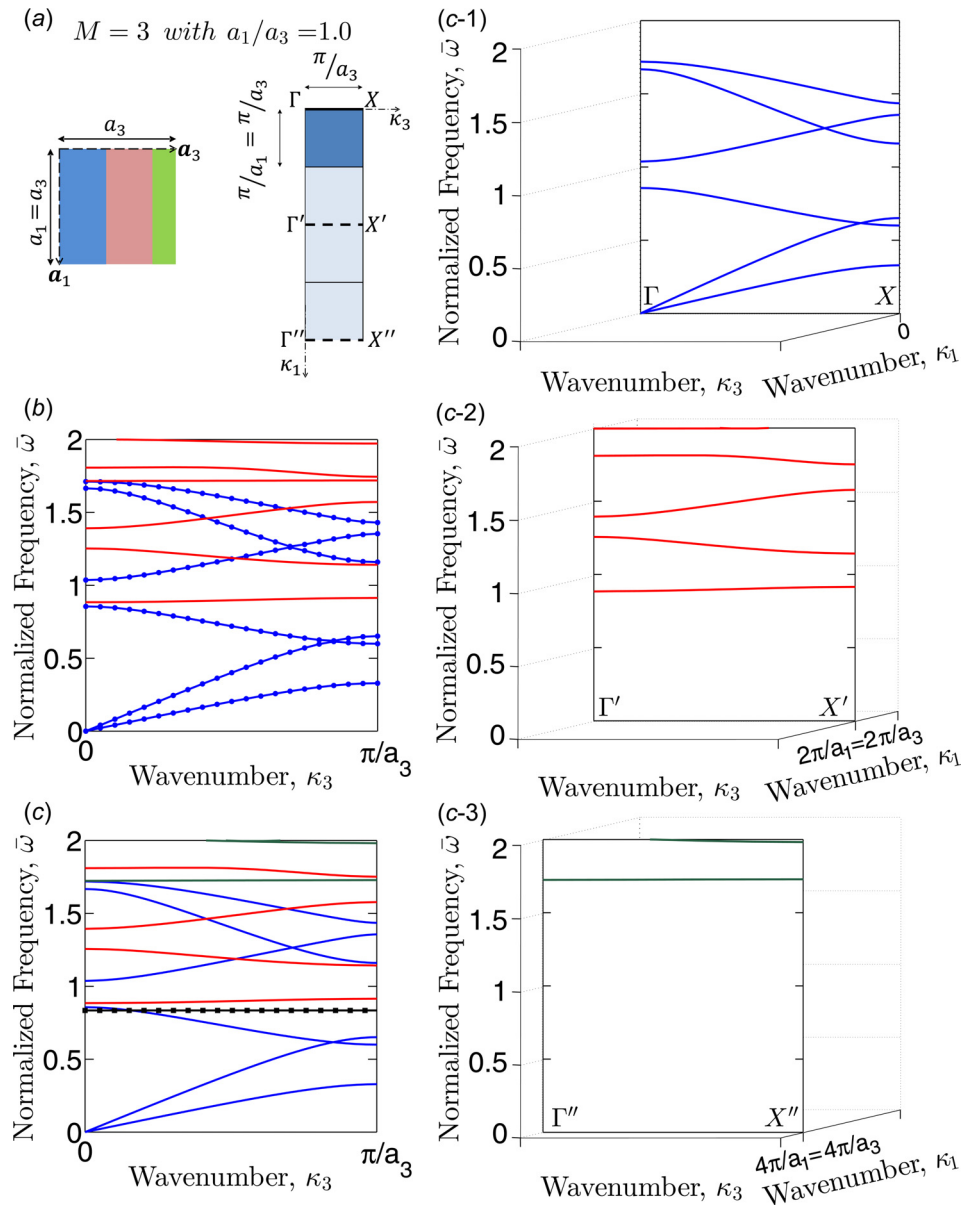 (a)
M = 3 with a₁/a₃ = 1.0
a₃
a₃
a₁ = a₃
a₁
π/a₃
Γ X
κ₃
π/a₁ = π/a₃
Γ′ X′
Γ′′ X′′
κ₁
(c-1)
Normalized Frequency, ω̄
2
1.5
1
0.5
0
Γ X
0
Wavenumber, κ₃
Wavenumber, κ₁
(b)
Normalized Frequency, ω̄
2
1.5
1
0.5
0
0 π/a₃
Wavenumber, κ₃
(c-2)
Normalized Frequency, ω̄
2
1.5
1
0.5
0
Γ′ X′
2π/a₁=2π/a₃
Wavenumber, κ₃
Wavenumber, κ₁
(c)
Normalized Frequency, ω̄
2
1.5
1
0.5
0
0 π/a₃
Wavenumber, κ₃
(c-3)
Normalized Frequency, ω̄
2
1.5
1
0.5
0
Γ′′ X′′
4π/a₁=4π/a₃
Wavenumber, κ₃
Wavenumber, κ₁